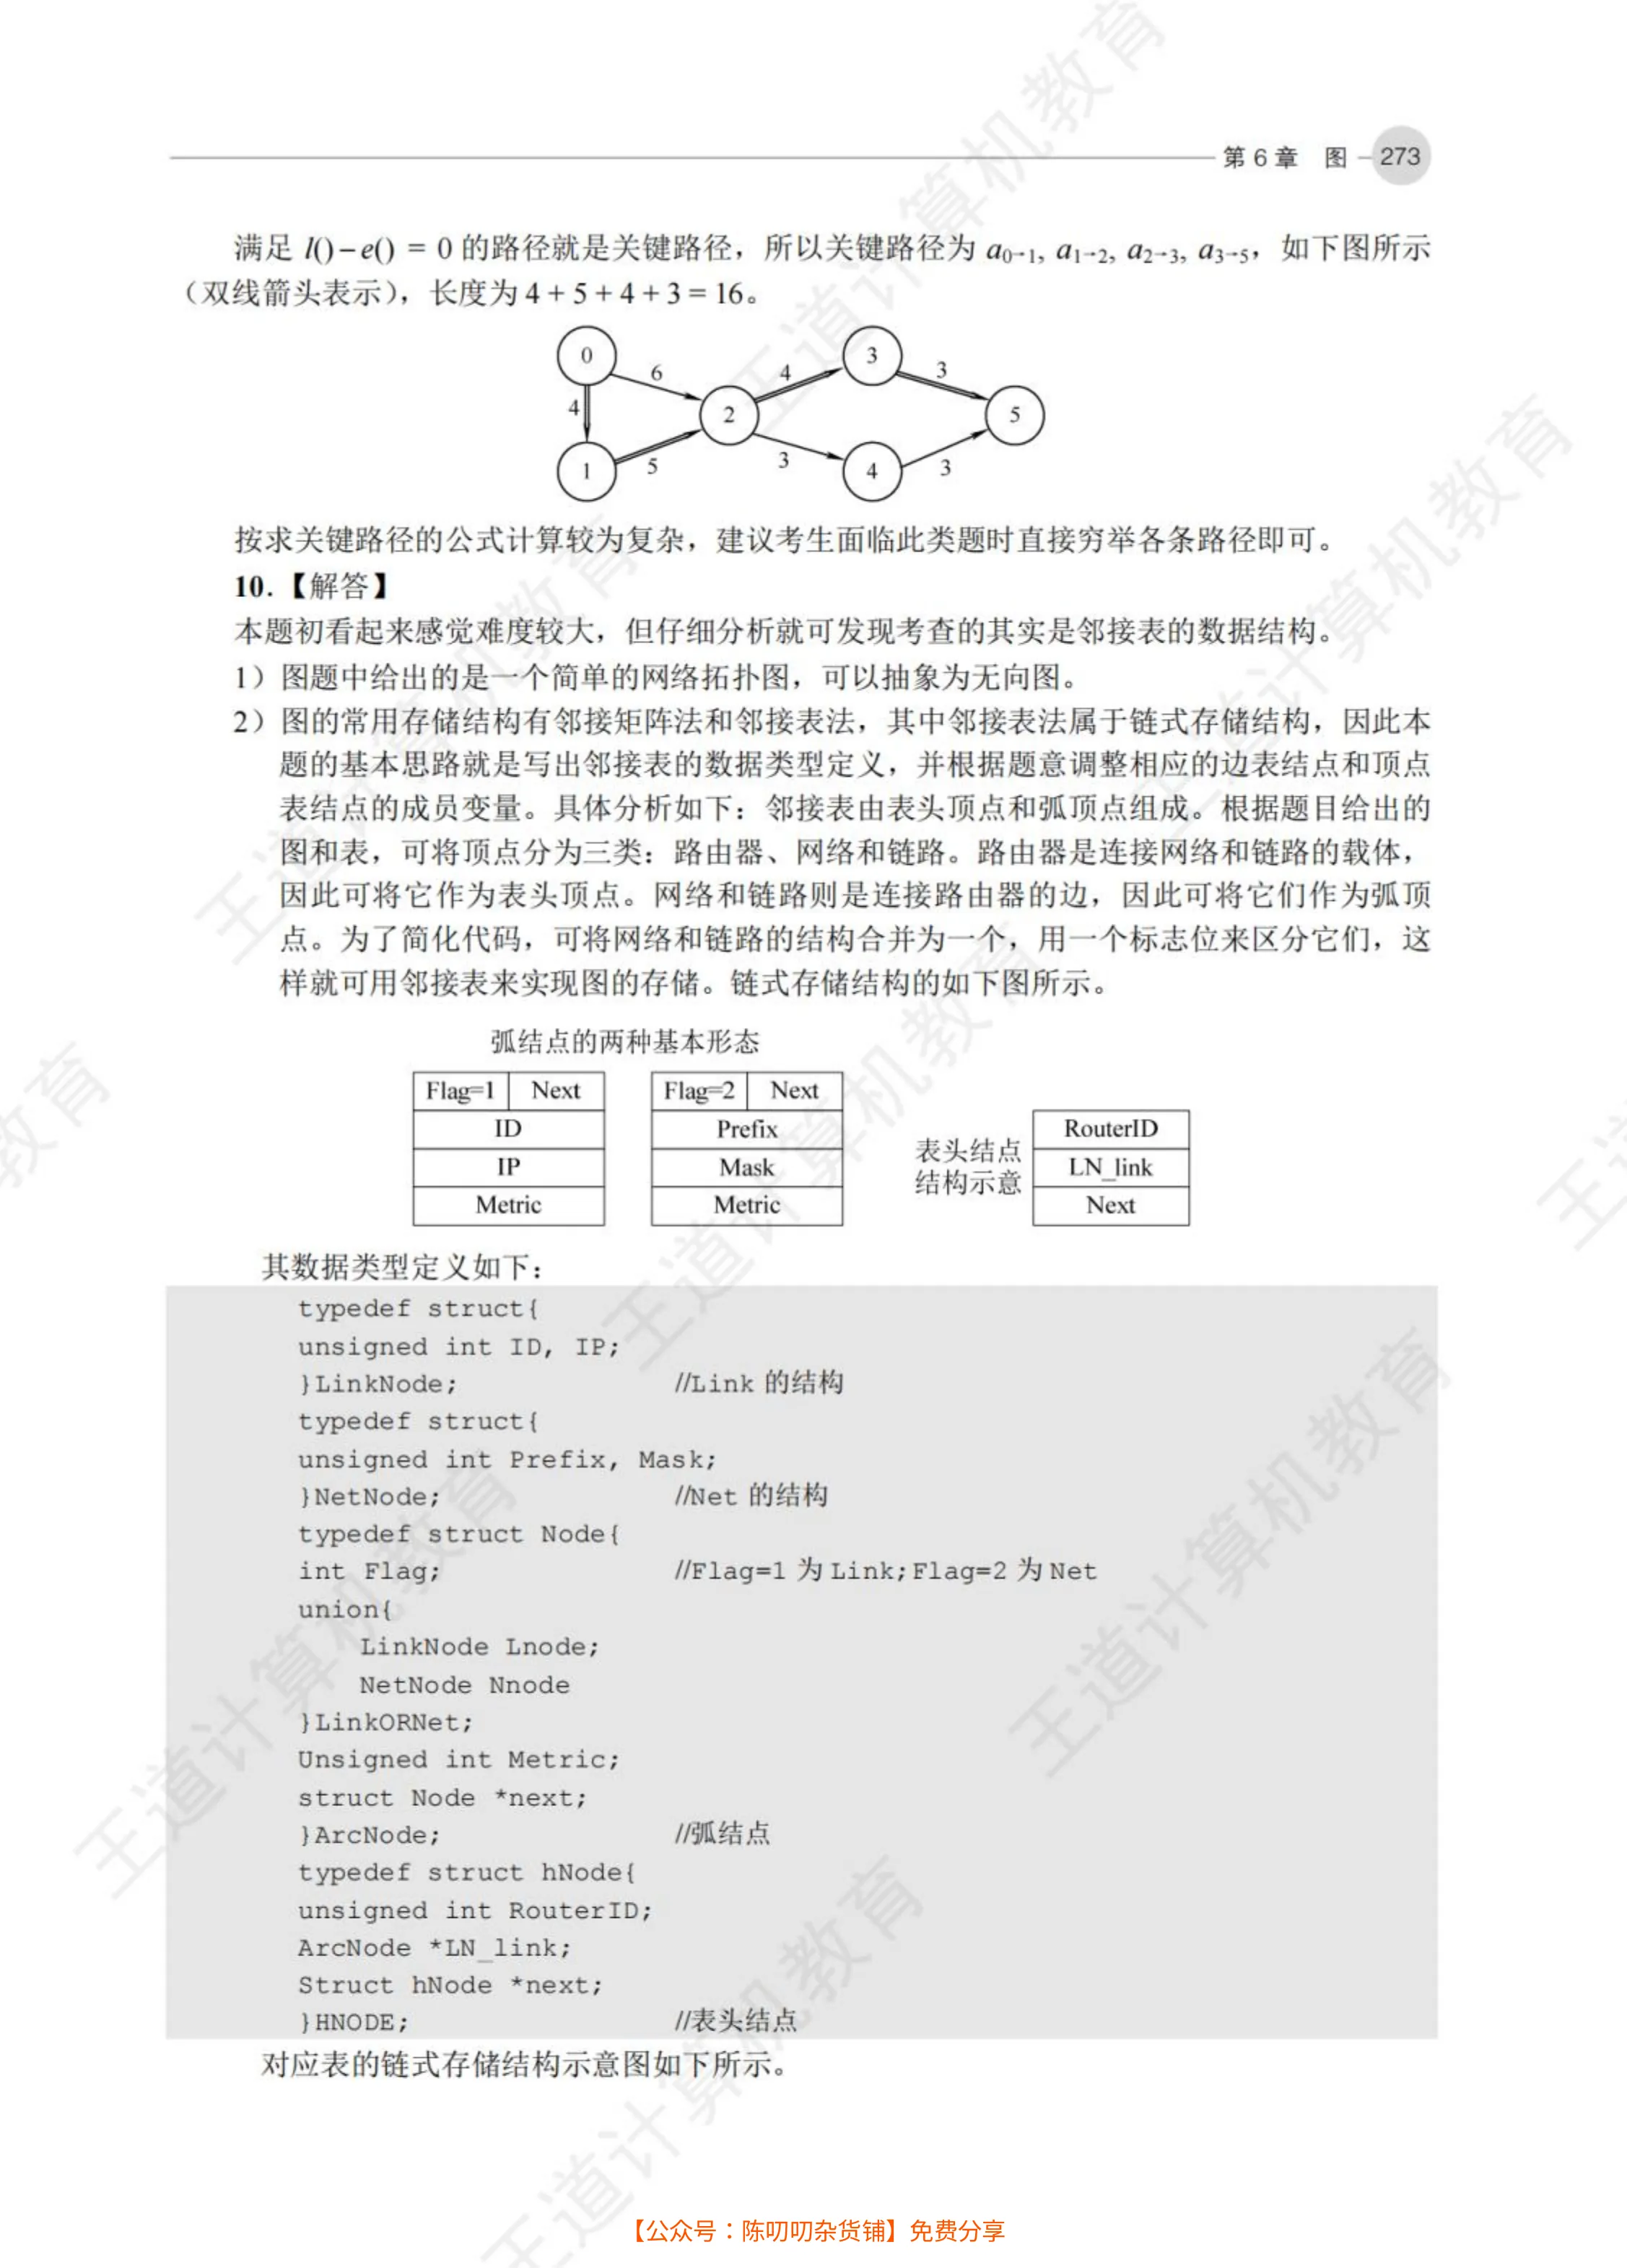 第 6 章 图 273
满足 l() – e() = 0 的路径就是关键路径，所以关键路径为 a0→1, a1→2, a2→3, a3→5，如下图所示
（双线箭头表示），长度为 4 + 5 + 4 + 3 = 16。
0 3
6 4 3
4 2 5
1 5 3 4 3
按求关键路径的公式计算较为复杂，建议考生面临此类题时直接穷举各条路径即可。
10.【解答】
本题初看起来感觉难度较大，但仔细分析就可发现考查的其实是邻接表的数据结构。
1）图题中给出的是一个简单的网络拓扑图，可以抽象为无向图。
2）图的常用存储结构有邻接矩阵法和邻接表法，其中邻接表法属于链式存储结构，因此本
题的基本思路就是写出邻接表的数据类型定义，并根据题意调整相应的边表结点和顶点
表结点的成员变量。具体分析如下：邻接表由表头顶点和弧顶点组成。根据题目给出的
图和表，可将顶点分为三类：路由器、网络和链路。路由器是连接网络和链路的载体，
因此可将它作为表头顶点。网络和链路则是连接路由器的边，因此可将它们作为弧顶
点。为了简化代码，可将网络和链路的结构合并为一个，用一个标志位来区分它们，这
样就可用邻接表来实现图的存储。链式存储结构的如下图所示。
弧结点的两种基本形态
Flag=1 Next
ID
IP
Metric
Flag=2 Next
Prefix
Mask
Metric
表头结点
结构示意
RouterID
LN_link
Next
其数据类型定义如下：
typedef struct{
unsigned int ID, IP;
}LinkNode; //Link 的结构
typedef struct{
unsigned int Prefix, Mask;
}NetNode; //Net 的结构
typedef struct Node{
int Flag; //Flag=1 为 Link;Flag=2 为 Net
union{
LinkNode Lnode;
NetNode Nnode
}LinkORNet;
Unsigned int Metric;
struct Node *next;
}ArcNode; //弧结点
typedef struct hNode{
unsigned int RouterID;
ArcNode *LN_link;
Struct hNode *next;
}HNODE; //表头结点
对应表的链式存储结构示意图如下所示。
王道计算机教育
【公众号：陈叨叨杂货铺】免费分享